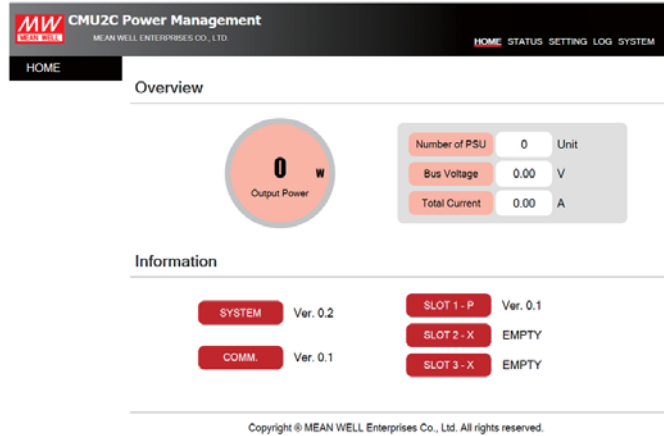 MW
MEAN WELL
CMU2C Power Management
MEAN WELL ENTERPRISES CO., LTD.
HOME STATUS SETTING LOG SYSTEM
HOME
Overview
0 W
Output Power
Number of PSU 0 Unit
Bus Voltage 0.00 V
Total Current 0.00 A
Information
SYSTEM Ver. 0.2
COMM. Ver. 0.1
SLOT 1 - P Ver. 0.1
SLOT 2 - X EMPTY
SLOT 3 - X EMPTY
Copyright ® MEAN WELL Enterprises Co., Ltd. All rights reserved.